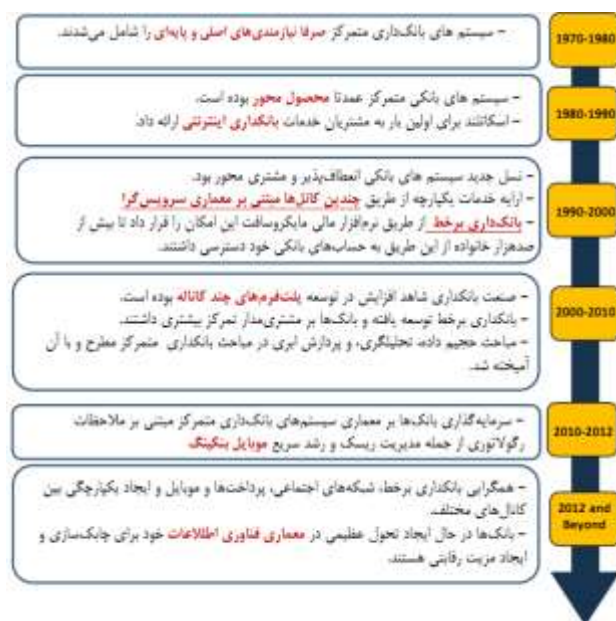 1970-1980
– سیستم های بانکداری متمرکز صرفا نیازمندی‌های اصلی و پایه‌ای را شامل می‌شدند.
1980-1990
– سیستم های بانکی متمرکز عمدتا محصول محور بوده است.
– اسکاتلند برای اولین بار به مشتریان خدمات بانکداری اینترنتی ارائه داد.
1990-2000
– نسل جدید سیستم های بانکی انعطاف‌پذیر و مشتری محور بود.
– ارایه خدمات یکپارچه از طریق چندین کانال‌ها مبتنی بر معماری سرویس‌گرا
– بانکداری برخط از طریق نرم‌افزار مالی مایکروسافت این امکان را قرار داد تا بیش از
صدهزار خانواده از این طریق به حساب‌های بانکی خود دسترسی داشتند.
2000-2010
– صنعت بانکداری شاهد افزایش در توسعه پلت‌فرم‌های چند کاناله بوده است.
– بانکداری برخط توسعه یافته و بانک‌ها بر مشتری‌مدار تمرکز بیشتری داشتند.
– مباحث حجیم داده، تحلیلگری، و پردازش ابری در مباحث بانکداری متمرکز مطرح و با آن
آمیخته شد.
2010-2012
– سرمایه‌گذاری بانک‌ها بر معماری سیستم‌های بانک‌داری متمرکز مبتنی بر ملاحظات
رگولاتوری از جمله مدیریت ریسک و رشد سریع موبایل بنکینگ
2012 and
Beyond
– همگرایی بانکداری برخط، شبکه‌های اجتماعی، پرداخت‌ها و موبایل و ایجاد یکپارچگی بین
کانال‌های مختلف.
– بانک‌ها در حال ایجاد تحول عظیمی در معماری فناوری اطلاعات خود برای چابک‌سازی و
ایجاد مزیت رقابتی هستند.